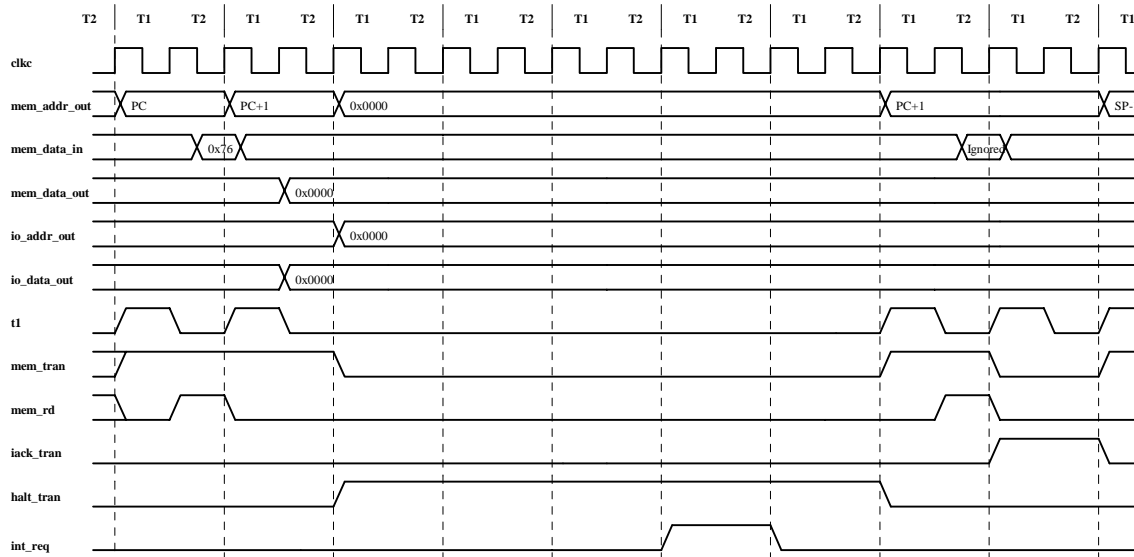 T2 T1 T2 T1 T2 T1 T2 T1 T2 T1 T2 T1 T2 T1 T2 T1 T2 T1 T2 T1
clkc
mem_addr_out PC PC+1 0x0000 PC+1 SP-
mem_data_in 0x76 Ignored
mem_data_out 0x0000
io_addr_out 0x0000
io_data_out 0x0000
t1
mem_tran
mem_rd
iack_tran
halt_tran
int_req